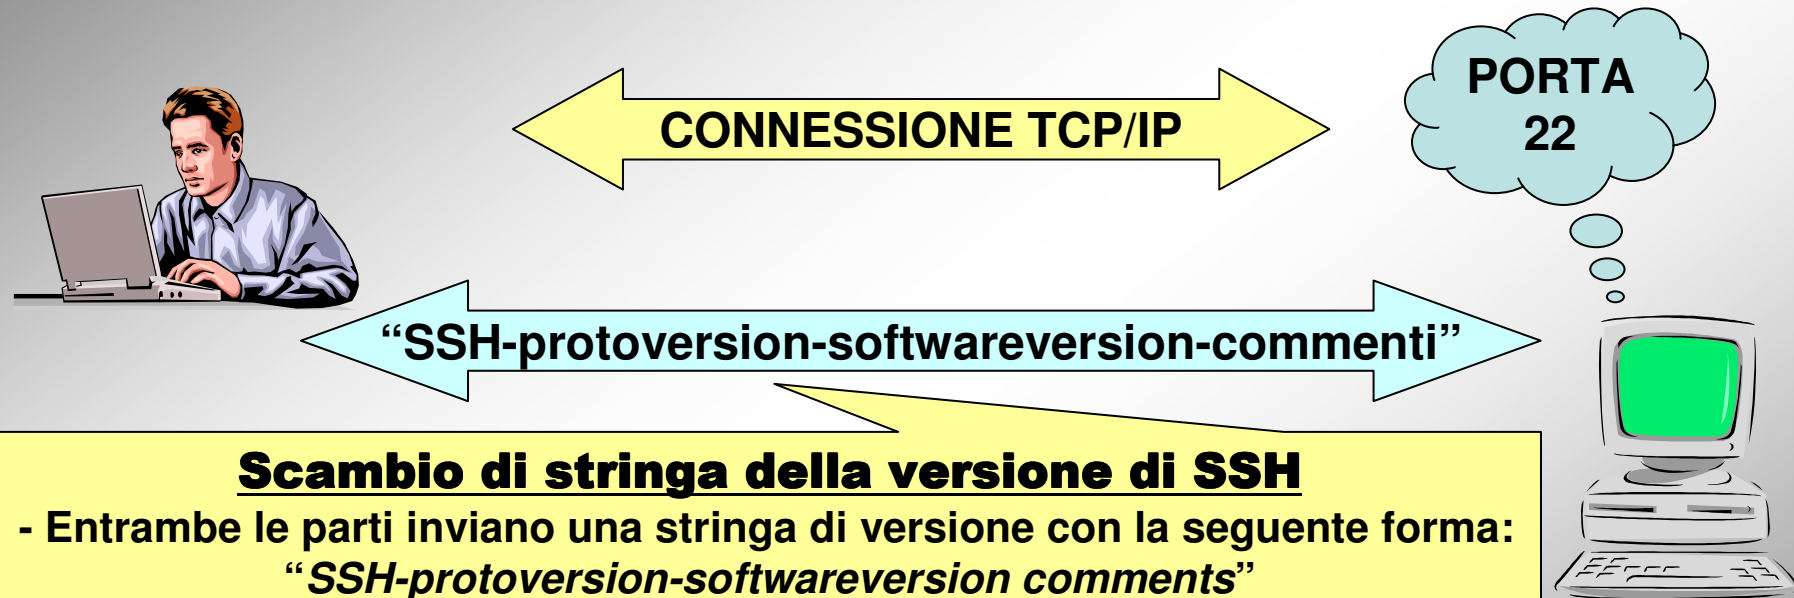 PORTA
22
CONNESSIONE TCP/IP
“SSH-protoversion-softwareversion-commenti”
Scambio di stringa della versione di SSH
- Entrambe le parti inviano una stringa di versione con la seguente forma:
“SSH-protoversion-softwareversion comments”